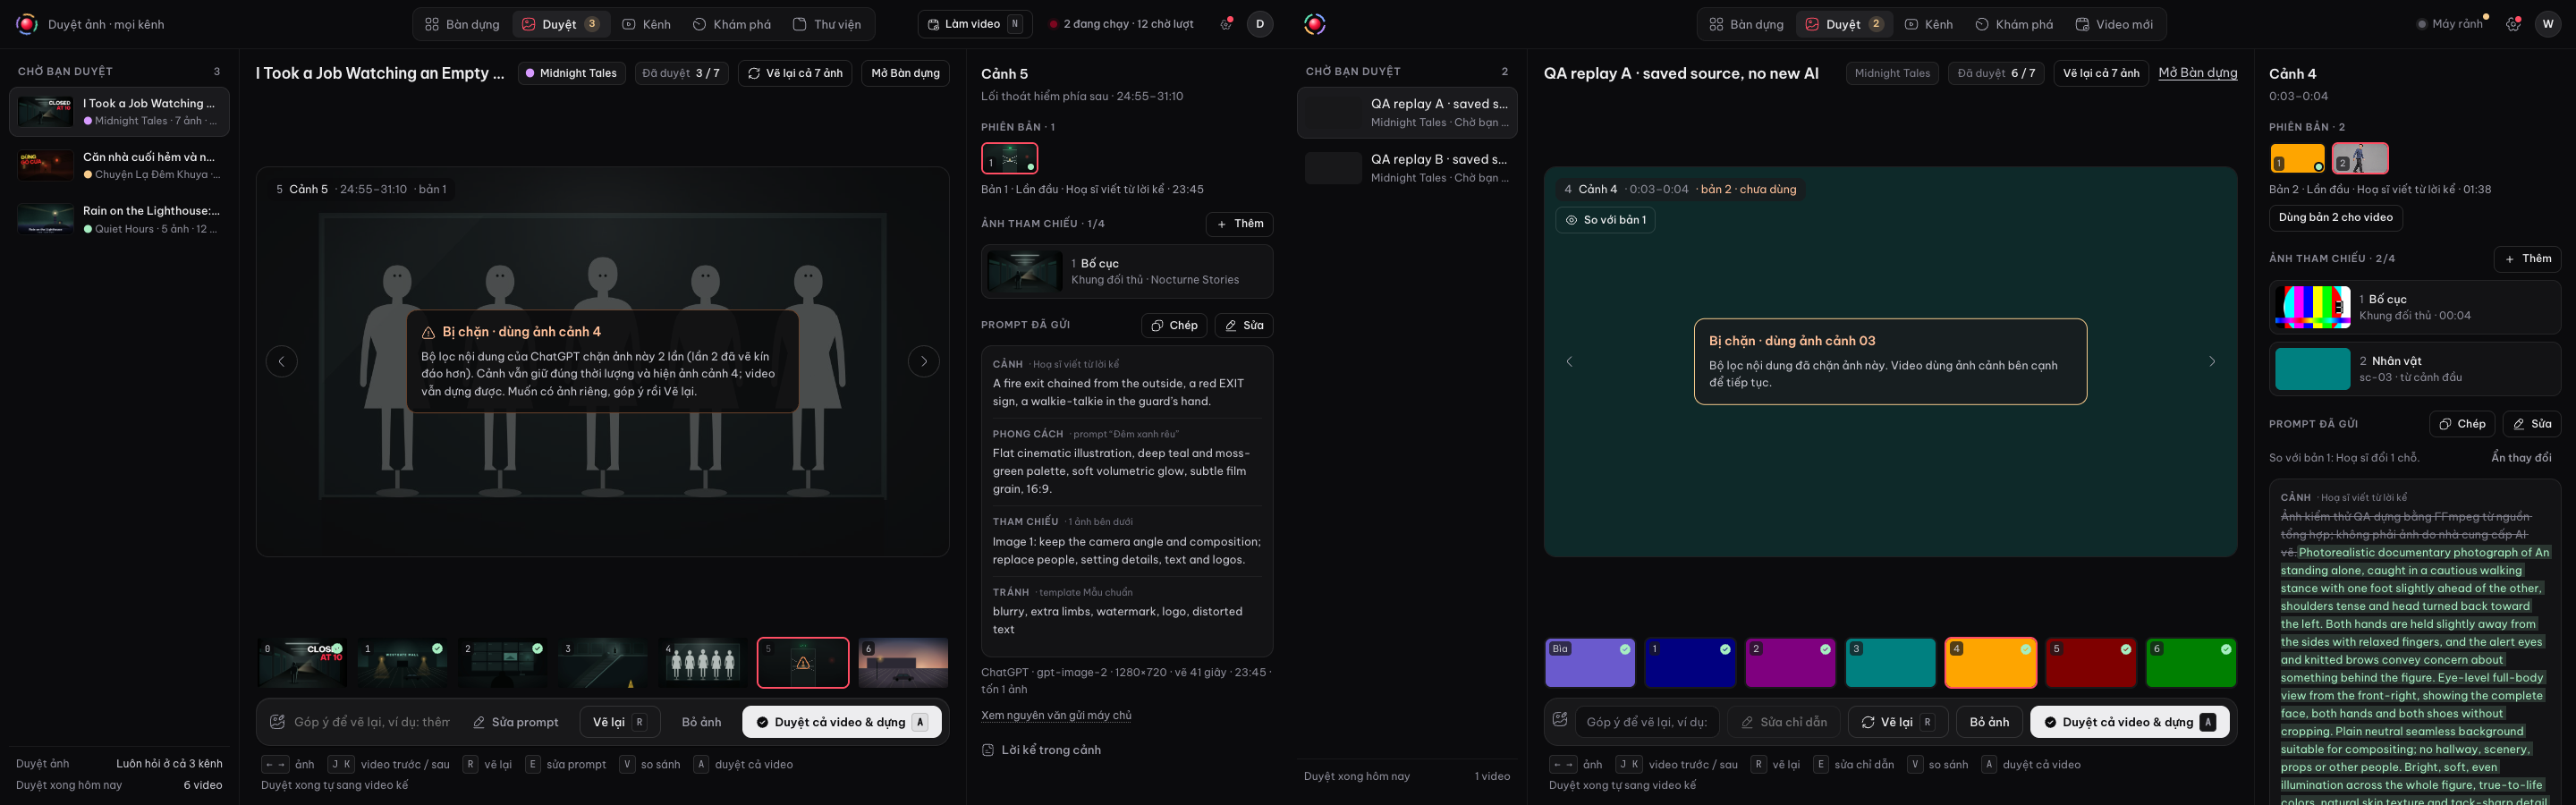 Duyệt ảnh · mọi kênh
Bàn dựng
Duyệt 3
Kênh
Khám phá
Thư viện
Làm video N
2 đang chạy · 12 chờ lượt
D
CHỜ BẠN DUYỆT 3
CLOSED AT 10
I Took a Job Watching ...
Midnight Tales · 7 ảnh · ...
Căn nhà cuối hẻm và n...
Chuyện Lạ Đêm Khuya · ...
Rain on the Lighthouse:...
Quiet Hours · 5 ảnh · 12 ...
Duyệt ảnh Luôn hỏi ở cả 3 kênh
Duyệt xong hôm nay 6 video
I Took a Job Watching an Empty ...
Midnight Tales
Đã duyệt 3 / 7
Vẽ lại cả 7 ảnh
Mở Bàn dựng
5 Cảnh 5 · 24:55–31:10 · bản 1
Bị chặn · dùng ảnh cảnh 4
Bộ lọc nội dung của ChatGPT chặn ảnh này 2 lần (lần 2 đã vẽ kín
đáo hơn). Cảnh vẫn giữ đúng thời lượng và hiện ảnh cảnh 4; video
vẫn dựng được. Muốn có ảnh riêng, góp ý rồi Vẽ lại.
0 CLOSED AT 10
1
2
3
4
5
6
Góp ý để vẽ lại, ví dụ: thêm
Sửa prompt
Vẽ lại R
Bỏ ảnh
Duyệt cả video & dựng A
← → ảnh J K video trước / sau R vẽ lại E sửa prompt V so sánh A duyệt cả video
Duyệt xong tự sang video kế
Cảnh 5
Lối thoát hiểm phía sau · 24:55–31:10
PHIÊN BẢN · 1
1
Bản 1 · Lần đầu · Hoạ sĩ viết từ lời kể · 23:45
ẢNH THAM CHIẾU · 1/4
+ Thêm
1 Bố cục
Khung đối thủ · Nocturne Stories
PROMPT ĐÃ GỬI
Chép
Sửa
CẢNH · Hoạ sĩ viết từ lời kể
A fire exit chained from the outside, a red EXIT
sign, a walkie-talkie in the guard's hand.
PHONG CÁCH · prompt “Đêm xanh rêu”
Flat cinematic illustration, deep teal and moss-
green palette, soft volumetric glow, subtle film
grain, 16:9.
THAM CHIẾU · 1 ảnh bên dưới
Image 1: keep the camera angle and composition;
replace people, setting details, text and logos.
TRÁNH · template Mẫu chuẩn
blurry, extra limbs, watermark, logo, distorted
text
ChatGPT · gpt-image-2 · 1280×720 · vẽ 41 giây · 23:45 ·
tốn 1 ảnh
Xem nguyên văn gửi máy chủ
Lời kể trong cảnh
Bàn dựng
Duyệt 2
Kênh
Khám phá
Video mới
Máy rảnh
W
CHỜ BẠN DUYỆT 2
QA replay A · saved s...
Midnight Tales · Chờ bạn ...
QA replay B · saved s...
Midnight Tales · Chờ bạn ...
Duyệt xong hôm nay 1 video
QA replay A · saved source, no new AI
Midnight Tales
Đã duyệt 6 / 7
Vẽ lại cả 7 ảnh
Mở Bàn dựng
4 Cảnh 4 · 0:03–0:04 · bản 2 · chưa dùng
So với bản 1
Bị chặn · dùng ảnh cảnh 03
Bộ lọc nội dung đã chặn ảnh này. Video dùng ảnh cảnh bên cạnh
để tiếp tục.
Bìa
1
2
3
4
5
6
Góp ý để vẽ lại, ví dụ:
Sửa chỉ dẫn
Vẽ lại R
Bỏ ảnh
Duyệt cả video & dựng A
← → ảnh J K video trước / sau R vẽ lại E sửa chỉ dẫn V so sánh A duyệt cả video
Duyệt xong tự sang video kế
Cảnh 4
0:03–0:04
PHIÊN BẢN · 2
1
2
Bản 2 · Lần đầu · Hoạ sĩ viết từ lời kể · 01:38
Dùng bản 2 cho video
ẢNH THAM CHIẾU · 2/4
+ Thêm
1 Bố cục
Khung đối thủ · 00:04
2 Nhân vật
sc-03 · từ cảnh đầu
PROMPT ĐÃ GỬI
Chép
Sửa
So với bản 1: Hoạ sĩ đổi 1 chỗ.
Ẩn thay đổi
CẢNH · Hoạ sĩ viết từ lời kể
Ảnh kiểm thử QA dựng bằng FFmpeg từ nguồn
tổng hợp; không phải ảnh do nhà cung cấp AI
vẽ. Photorealistic documentary photograph of An
standing alone, caught in a cautious walking
stance with one foot slightly ahead of the other,
shoulders tense and head turned back toward
the left. Both hands are held slightly away from
the sides with relaxed fingers, and the alert eyes
and knitted brows convey concern about
something behind the figure. Eye-level full-body
view from the front-right, showing the complete
face, both hands and both shoes without
cropping. Plain neutral seamless background
suitable for compositing; no hallway, scenery,
props or other people. Bright, soft, even
illumination across the whole figure, true-to-life
colors, natural skin texture and tack-sharp detail